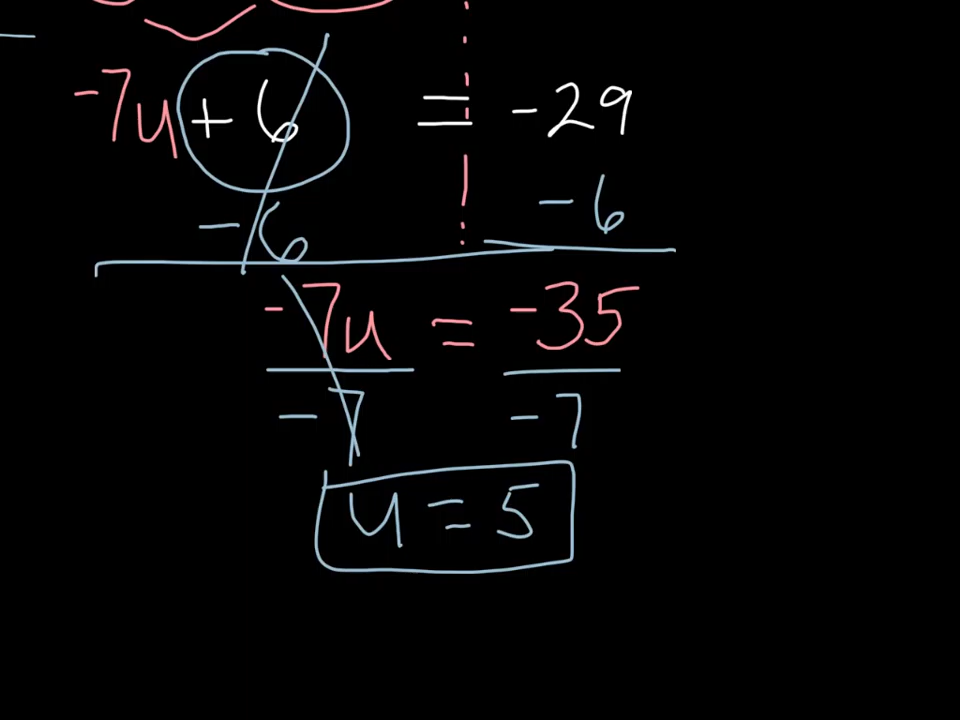 -7u + 6 = -29
-6 -6
-7u = -35
-7 -7
u = 5